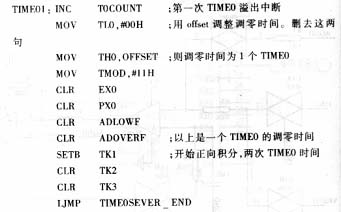 TIME01: INC T0COUNT ;第一次 TIME0 溢出中断
MOV TL0,#00H ;用 offset 调整调零时间。删去这两
句
MOV TH0,OFFSET ;则调零时间为 1 个 TIME0
MOV TMOD,#11H
CLR EX0
CLR PX0
CLR ADLOWF
CLR ADOVERF ;以上是一个 TIME0 的调零时间
SETB TK1 ;开始正向积分,两次 TIME0 时间
CLR TK2
CLR TK3
LJMP TIME0SEVER_END